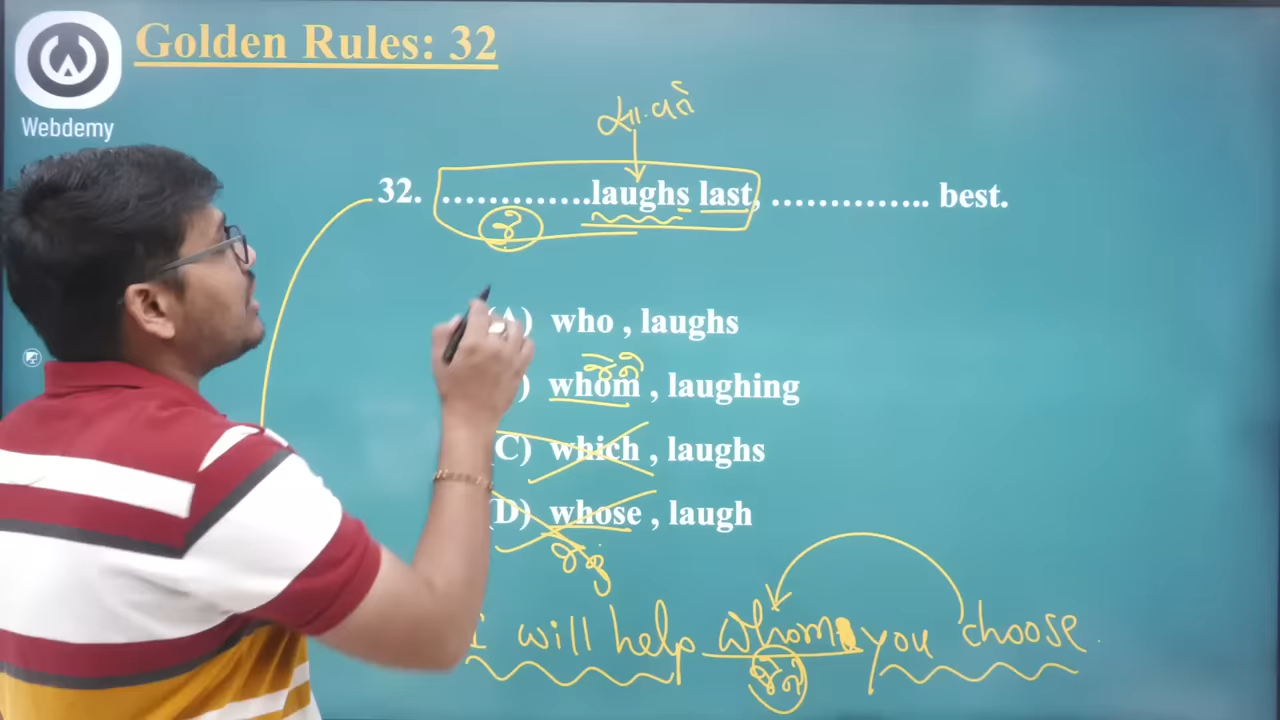 Golden Rules: 32
Webdemy
32. .............laughs last, .............. best.
જે
A) who , laughs
જેને
) whom , laughing
C) which , laughs
(D) whose , laugh
જેનું
I will help whom you choose.
જેને